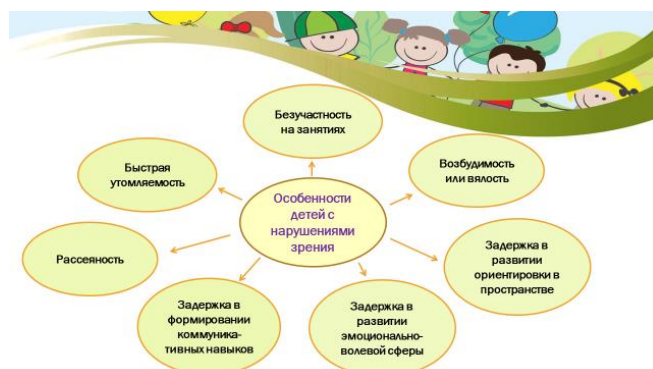 Безучастность
на занятиях
Быстрая
утомляемость
Возбудимость
или вялость
Особенности
детей с
нарушениями
зрения
Рассеяность
Задержка в
развитии
ориентировки в
пространстве
Задержка в
формировании
коммуника-
тивных навыков
Задержка в
развитии
эмоционально-
волевой сферы